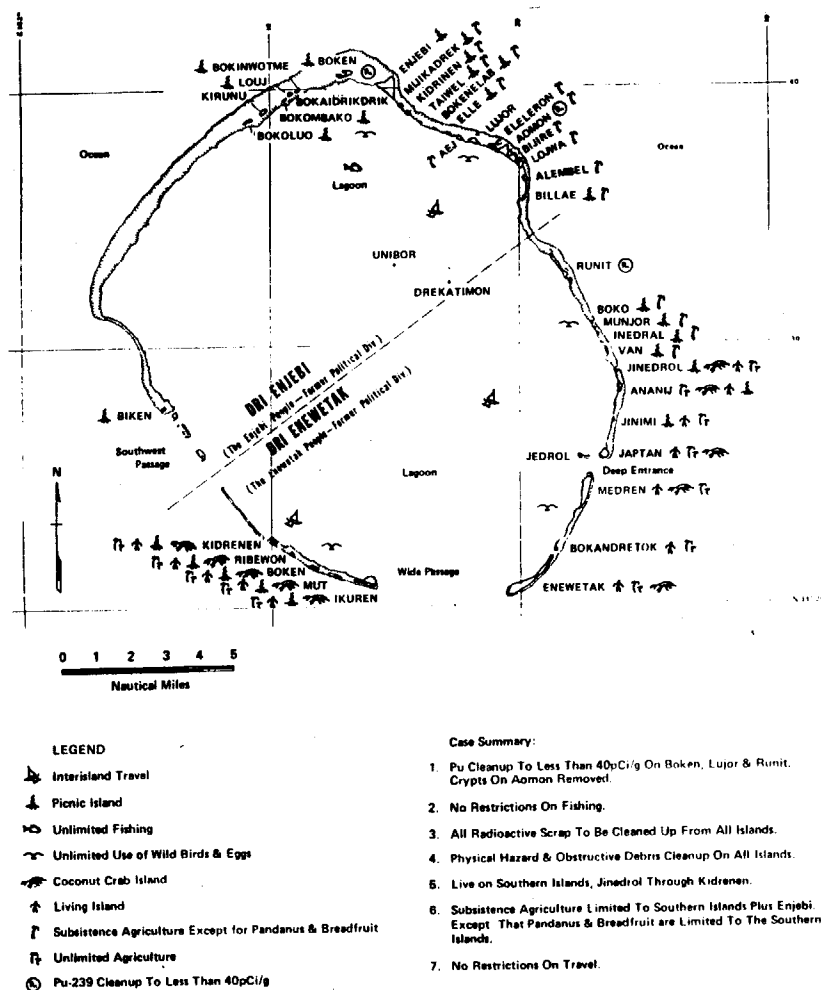 BOKINWOTME
BOKEN
LOUJ
KIRUNU
BOKAIDRIKDRIK
BOKOMBAKO
BOKOLUO
ENJEBI
MIJIKADREK
KIDRINEN
TAIWEL
BOKENELAB
ELLE
AEJ
LUJOR
ELELERON
AOMON
BIJIRE
LOJWA
ALEMBEL
BILLAE
Ocean
Ocean
Lagoon
UNIBOR
DREKATIMON
RUNIT
BOKO
MUNJOR
INEDRAL
VAN
JINEDROL
ANANIJ
JINIMI
JEDROL
JAPTAN
Deep Entrance
MEDREN
BOKANDRETOK
ENEWETAK
DRI ENJEBI
(The Enjebi People—Former Political Div.)
DRI ENEWETAK
(The Enewetak People—Former Political Div.)
BIKEN
Southwest
Passage
Lagoon
N
KIDRENEN
RIBEWON
BOKEN
MUT
IKUREN
Wide Passage
0 1 2 3 4 5
Nautical Miles
LEGEND
Interisland Travel
Picnic Island
Unlimited Fishing
Unlimited Use of Wild Birds & Eggs
Coconut Crab Island
Living Island
Subsistence Agriculture Except for Pandanus & Breadfruit
Unlimited Agriculture
Pu-239 Cleanup To Less Than 40pCi/g
Case Summary:
1. Pu Cleanup To Less Than 40pCi/g On Boken, Lujor & Runit.
Crypts On Aomon Removed.
2. No Restrictions On Fishing.
3. All Radioactive Scrap To Be Cleaned Up From All Islands.
4. Physical Hazard & Obstructive Debris Cleanup On All Islands.
5. Live on Southern Islands, Jinedrol Through Kidrenen.
6. Subsistence Agriculture Limited To Southern Islands Plus Enjebi.
Except That Pandanus & Breadfruit are Limited To The Southern
Islands.
7. No Restrictions On Travel.